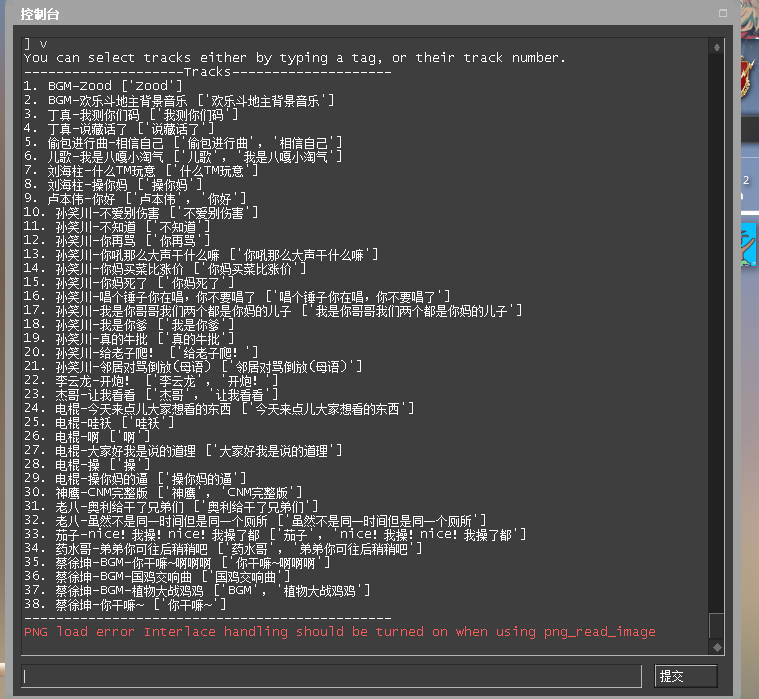 控制台
] v
You can select tracks either by typing a tag, or their track number.
--------------------Tracks--------------------
1. BGM-Zood ['Zood']
2. BGM-欢乐斗地主背景音乐 ['欢乐斗地主背景音乐']
3. 丁真-我测你们码 ['我测你们码']
4. 丁真-说藏话了 ['说藏话了']
5. 偷包进行曲-相信自己 ['偷包进行曲', '相信自己']
6. 儿歌-我是八嘎小淘气 ['儿歌', '我是八嘎小淘气']
7. 刘海柱-什么TM玩意 ['什么TM玩意']
8. 刘海柱-操你妈 ['操你妈']
9. 卢本伟-你好 ['卢本伟', '你好']
10. 孙笑川-不爱别伤害 ['不爱别伤害']
11. 孙笑川-不知道 ['不知道']
12. 孙笑川-你再骂 ['你再骂']
13. 孙笑川-你吼那么大声干什么嘛 ['你吼那么大声干什么嘛']
14. 孙笑川-你妈买菜比涨价 ['你妈买菜比涨价']
15. 孙笑川-你妈死了 ['你妈死了']
16. 孙笑川-唱个锤子你在唱，你不要唱了 ['唱个锤子你在唱，你不要唱了']
17. 孙笑川-我是你哥哥我们两个都是你妈的儿子 ['我是你哥哥我们两个都是你妈的儿子']
18. 孙笑川-我是你爹 ['我是你爹']
19. 孙笑川-真的牛批 ['真的牛批']
20. 孙笑川-给老子爬！ ['给老子爬！']
21. 孙笑川-邻居对骂倒放(母语) ['邻居对骂倒放(母语)']
22. 李云龙-开炮！ ['李云龙', '开炮！']
23. 杰哥-让我看看 ['杰哥', '让我看看']
24. 电棍-今天来点儿大家想看的东西 ['今天来点儿大家想看的东西']
25. 电棍-哇袄 ['哇袄']
26. 电棍-啊 ['啊']
27. 电棍-大家好我是说的道理 ['大家好我是说的道理']
28. 电棍-操 ['操']
29. 电棍-操你妈的逼 ['操你妈的逼']
30. 神鹰-CNM完整版 ['神鹰', 'CNM完整版']
31. 老八-奥利给干了兄弟们 ['奥利给干了兄弟们']
32. 老八-虽然不是同一时间但是同一个厕所 ['虽然不是同一时间但是同一个厕所']
33. 茄子-nice！我操！nice！我操了都 ['茄子', 'nice！我操！nice！我操了都']
34. 药水哥-弟弟你可往后稍稍吧 ['药水哥', '弟弟你可往后稍稍吧']
35. 蔡徐坤-BGM-你干嘛~啊啊啊 ['你干嘛~啊啊啊']
36. 蔡徐坤-BGM-国鸡交响曲 ['国鸡交响曲']
37. 蔡徐坤-BGM-植物大战鸡鸡 ['BGM', '植物大战鸡鸡']
38. 蔡徐坤-你干嘛~ ['你干嘛~']
----------------------------------------------
PNG load error Interlace handling should be turned on when using png_read_image
提交
2